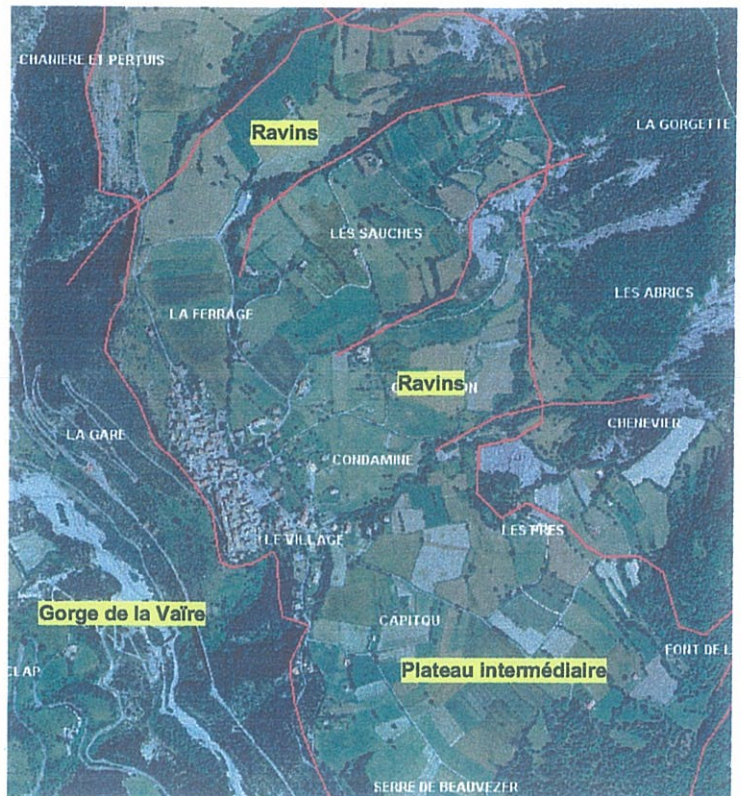 CHANIERE ET PERTUIS
Ravins
LA GORGETTE
LES SAUCHES
LES ABRICS
LA FERRAGE
Ravins
ON
CHENEVIER
LA GARE
CONDAMINE
LES PRES
LE VILLAGE
Gorge de la Vaïre
CAPITOU
FONT DE L
CLAP
Plateau intermédiaire
SERRE DE BEAUVEZER